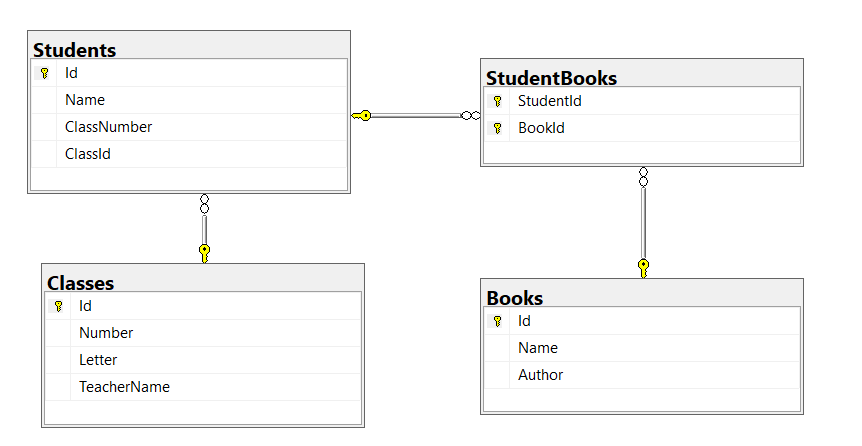 Students
Id
Name
ClassNumber
ClassId
StudentBooks
StudentId
BookId
Classes
Id
Number
Letter
TeacherName
Books
Id
Name
Author